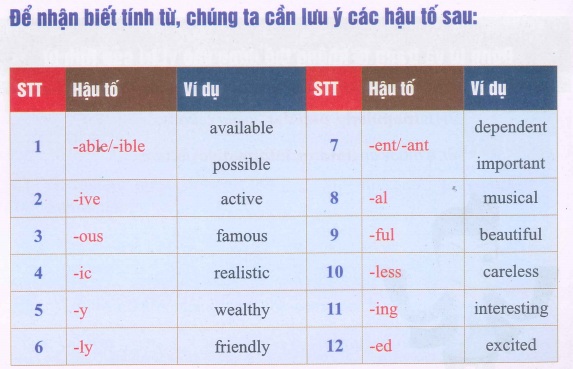 Để nhận biết tính từ, chúng ta cần lưu ý các hậu tố sau:
STT Hậu tố Ví dụ STT Hậu tố Ví dụ
1 -able/-ible available possible 7 -ent/-ant dependent important
2 -ive active 8 -al musical
3 -ous famous 9 -ful beautiful
4 -ic realistic 10 -less careless
5 -y wealthy 11 -ing interesting
6 -ly friendly 12 -ed excited